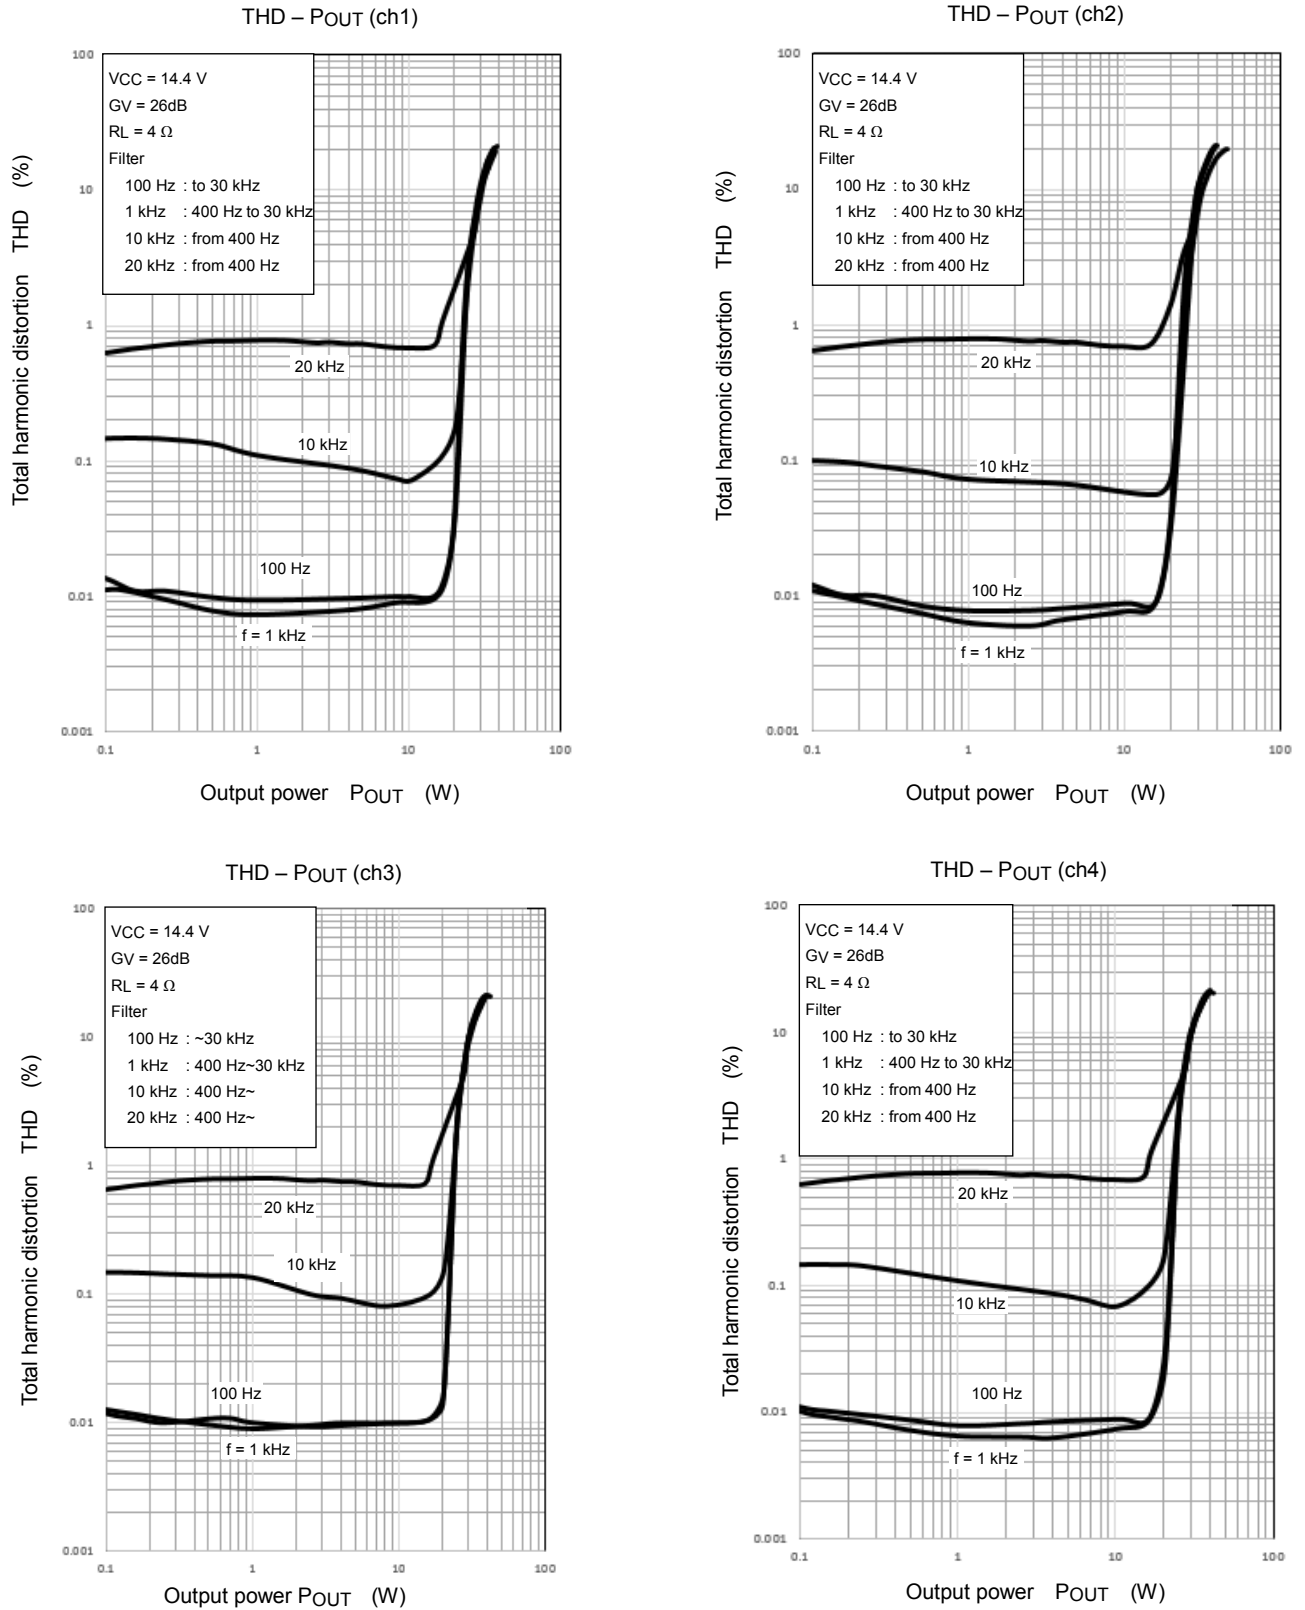 THD – POUT (ch1)
100
10
1
0.1
0.01
0.001
0.1
1
10
100
VCC = 14.4 V
GV = 26dB
RL = 4 Ω
Filter
100 Hz : to 30 kHz
1 kHz : 400 Hz to 30 kHz
10 kHz : from 400 Hz
20 kHz : from 400 Hz
20 kHz
10 kHz
100 Hz
f = 1 kHz
Total harmonic distortion THD (%)
Output power POUT (W)
THD – POUT (ch2)
100
10
1
0.1
0.01
0.001
0.1
1
10
100
VCC = 14.4 V
GV = 26dB
RL = 4 Ω
Filter
100 Hz : to 30 kHz
1 kHz : 400 Hz to 30 kHz
10 kHz : from 400 Hz
20 kHz : from 400 Hz
20 kHz
10 kHz
100 Hz
f = 1 kHz
Total harmonic distortion THD (%)
Output power POUT (W)
THD – POUT (ch3)
100
10
1
0.1
0.01
0.001
0.1
1
10
100
VCC = 14.4 V
GV = 26dB
RL = 4 Ω
Filter
100 Hz : ~30 kHz
1 kHz : 400 Hz~30 kHz
10 kHz : 400 Hz~
20 kHz : 400 Hz~
20 kHz
10 kHz
100 Hz
f = 1 kHz
Total harmonic distortion THD (%)
Output power POUT (W)
THD – POUT (ch4)
100
10
1
0.1
0.01
0.001
0.1
1
10
100
VCC = 14.4 V
GV = 26dB
RL = 4 Ω
Filter
100 Hz : to 30 kHz
1 kHz : 400 Hz to 30 kHz
10 kHz : from 400 Hz
20 kHz : from 400 Hz
20 kHz
10 kHz
100 Hz
f = 1 kHz
Total harmonic distortion THD (%)
Output power POUT (W)